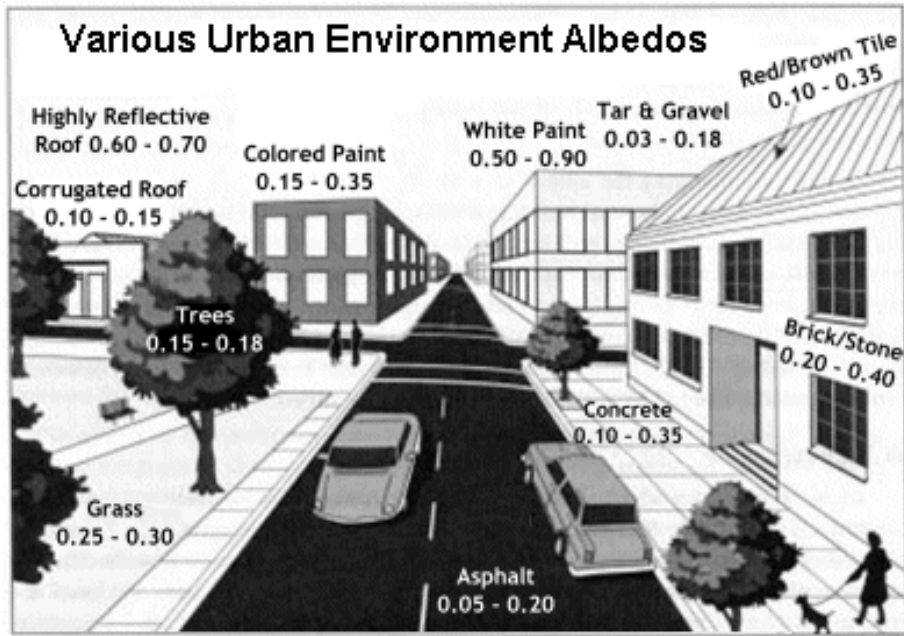 Various Urban Environment Albedos
Red/Brown Tile
0.10 - 0.35
Highly Reflective
Roof 0.60 - 0.70
Tar & Gravel
0.03 - 0.18
White Paint
0.50 - 0.90
Colored Paint
0.15 - 0.35
Corrugated Roof
0.10 - 0.15
Trees
0.15 - 0.18
Brick/Stone
0.20 - 0.40
Concrete
0.10 - 0.35
Grass
0.25 - 0.30
Asphalt
0.05 - 0.20